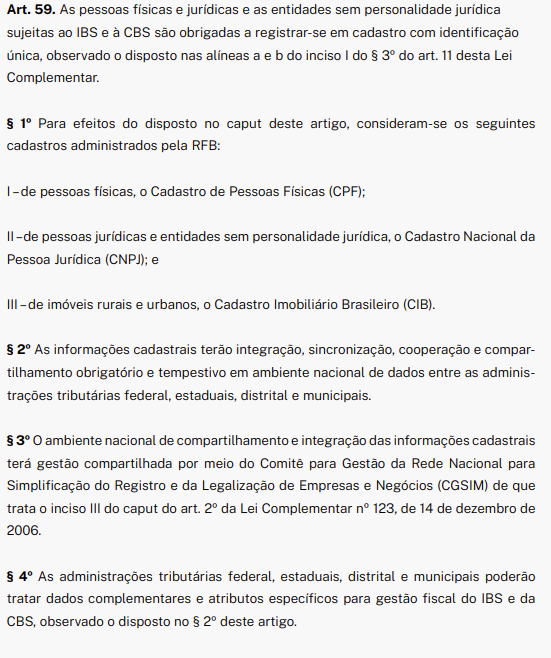 Art. 59. As pessoas físicas e jurídicas e as entidades sem personalidade jurídica
sujeitas ao IBS e à CBS são obrigadas a registrar-se em cadastro com identificação
única, observado o disposto nas alíneas a e b do inciso I do § 3º do art. 11 desta Lei
Complementar.
§ 1º Para efeitos do disposto no caput deste artigo, consideram-se os seguintes
cadastros administrados pela RFB:
I – de pessoas físicas, o Cadastro de Pessoas Físicas (CPF);
II – de pessoas jurídicas e entidades sem personalidade jurídica, o Cadastro Nacional da
Pessoa Jurídica (CNPJ); e
III – de imóveis rurais e urbanos, o Cadastro Imobiliário Brasileiro (CIB).
§ 2º As informações cadastrais terão integração, sincronização, cooperação e compar-
tilhamento obrigatório e tempestivo em ambiente nacional de dados entre as adminis-
trações tributárias federal, estaduais, distrital e municipais.
§ 3º O ambiente nacional de compartilhamento e integração das informações cadastrais
terá gestão compartilhada por meio do Comitê para Gestão da Rede Nacional para
Simplificação do Registro e da Legalização de Empresas e Negócios (CGSIM) de que
trata o inciso III do caput do art. 2º da Lei Complementar nº 123, de 14 de dezembro de
2006.
§ 4º As administrações tributárias federal, estaduais, distrital e municipais poderão
tratar dados complementares e atributos específicos para gestão fiscal do IBS e da
CBS, observado o disposto no § 2º deste artigo.